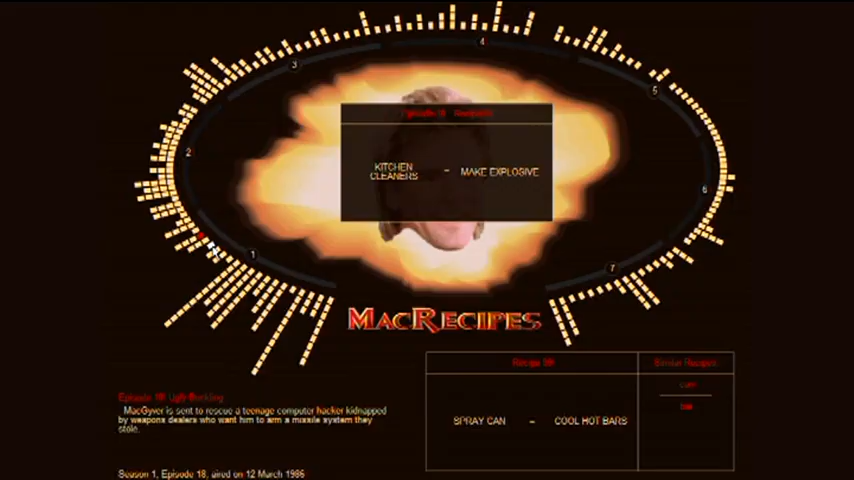 4
3
5
2
6
1
7
KITCHEN
CLEANERS
- MAKE EXPLOSIVE
MACRECIPES
Similar Recipes
SPRAY CAN - COOL HOT BARS
MacGyver is sent to rescue a teenage computer hacker kidnapped
by weapons dealers who want him to arm a missile system they
stole.
Season 1, Episode 18, aired on 12 March 1986